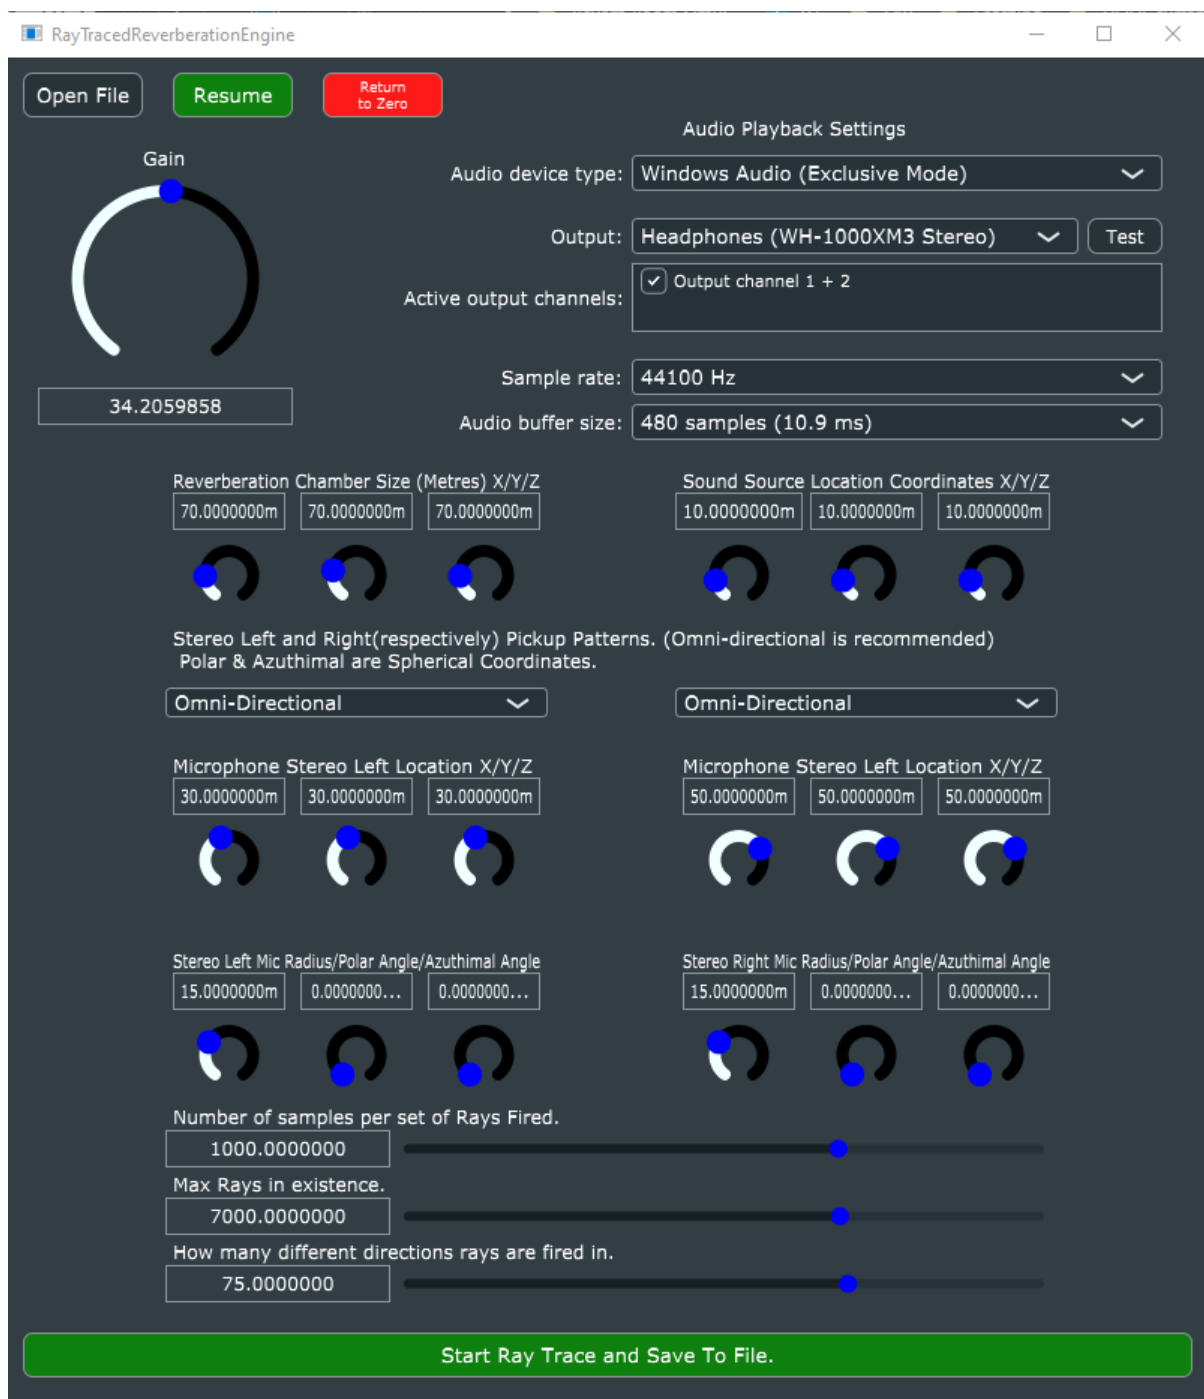 RayTracedReverberationEngine
Open File
Resume
Return
to Zero
Audio Playback Settings
Gain
Audio device type: Windows Audio (Exclusive Mode)
Output: Headphones (WH-1000XM3 Stereo) Test
Active output channels: Output channel 1 + 2
Sample rate: 44100 Hz
34.2059858
Audio buffer size: 480 samples (10.9 ms)
Reverberation Chamber Size (Metres) X/Y/Z
70.0000000m 70.0000000m 70.0000000m
Sound Source Location Coordinates X/Y/Z
10.0000000m 10.0000000m 10.0000000m
Stereo Left and Right(respectively) Pickup Patterns. (Omni-directional is recommended)
Polar & Azuthimal are Spherical Coordinates.
Omni-Directional
Omni-Directional
Microphone Stereo Left Location X/Y/Z
30.0000000m 30.0000000m 30.0000000m
Microphone Stereo Left Location X/Y/Z
50.0000000m 50.0000000m 50.0000000m
Stereo Left Mic Radius/Polar Angle/Azuthimal Angle
15.0000000m 0.0000000... 0.0000000...
Stereo Right Mic Radius/Polar Angle/Azuthimal Angle
15.0000000m 0.0000000... 0.0000000...
Number of samples per set of Rays Fired.
1000.0000000
Max Rays in existence.
7000.0000000
How many different directions rays are fired in.
75.0000000
Start Ray Trace and Save To File.